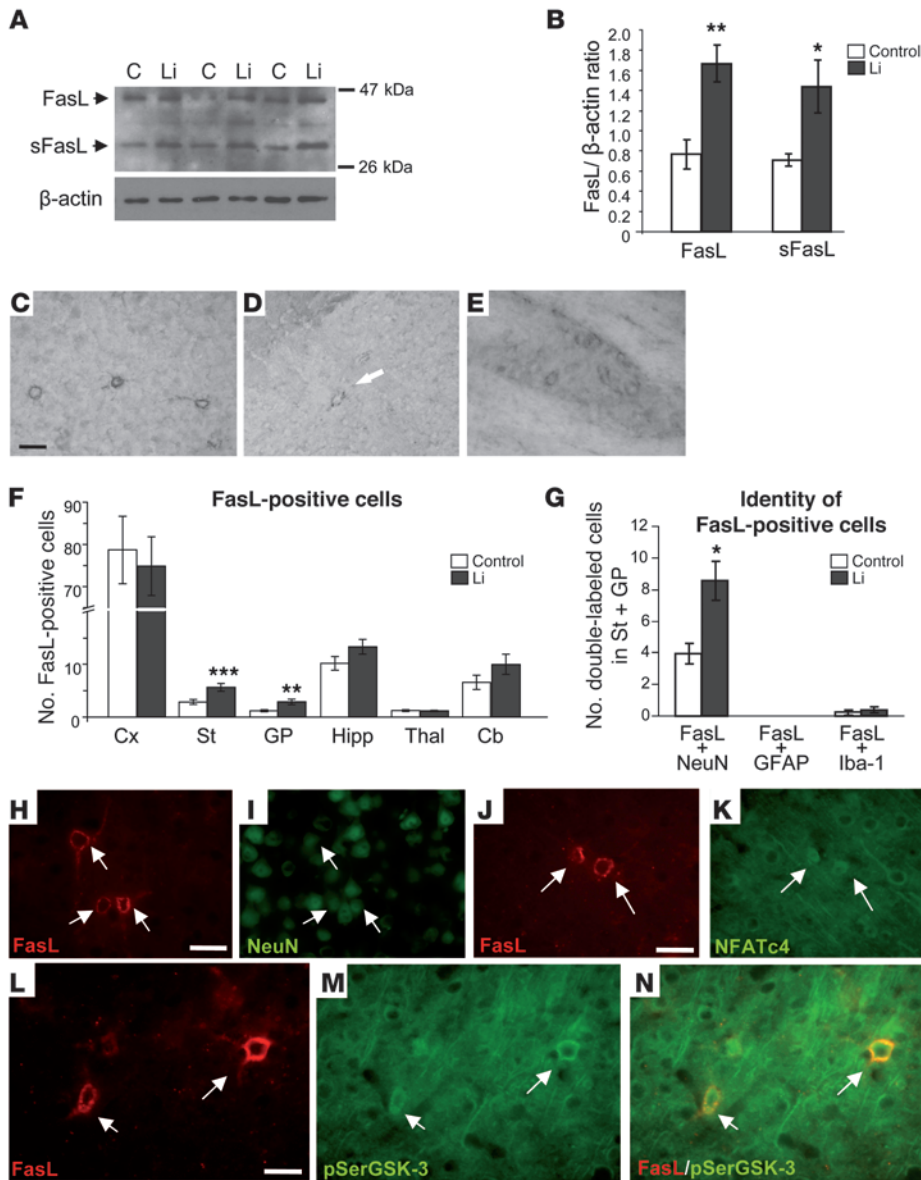 A
C Li C Li C Li
FasL
47 kDa
sFasL
26 kDa
β-actin
B
**
*
Control
Li
FasL/ β-actin ratio
2.0
1.8
1.6
1.4
1.2
1.0
0.8
0.6
0.4
0.2
0
FasL sFasL
C
D
E
F
FasL-positive cells
No. FasL-positive cells
90
80
70
10
0
Control
Li
***
**
Cx St GP Hipp Thal Cb
G
Identity of
FasL-positive cells
No. double-labeled cells
in St + GP
12
10
8
6
4
2
0
*
Control
Li
FasL FasL FasL
+ + +
NeuN GFAP Iba-1
H
FasL
I
NeuN
J
FasL
K
NFATc4
L
FasL
M
pSerGSK-3
N
FasL/pSerGSK-3